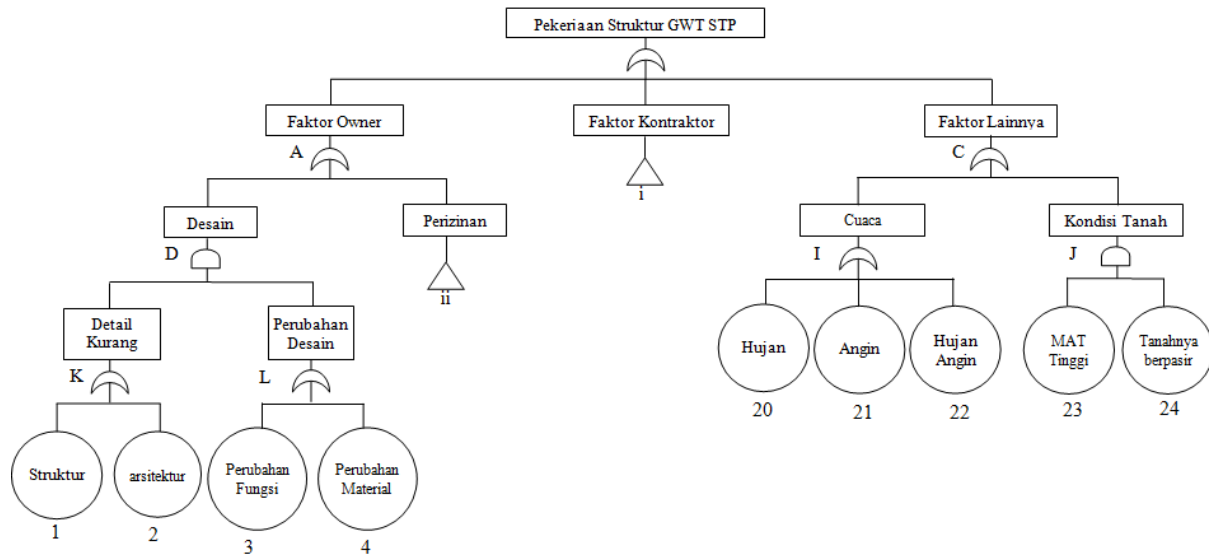 Pekerjaan Struktur GWT STP
Faktor Owner
Faktor Kontraktor
Faktor Lainnya
A
i
C
Desain
Perizinan
Cuaca
Kondisi Tanah
D
ii
I
J
Detail
Kurang
Perubahan
Desain
Hujan
Angin
Hujan
Angin
MAT
Tinggi
Tanahnya
berpasir
K
L
20
21
22
23
24
Struktur
arsitektur
Perubahan
Fungsi
Perubahan
Material
1
2
3
4